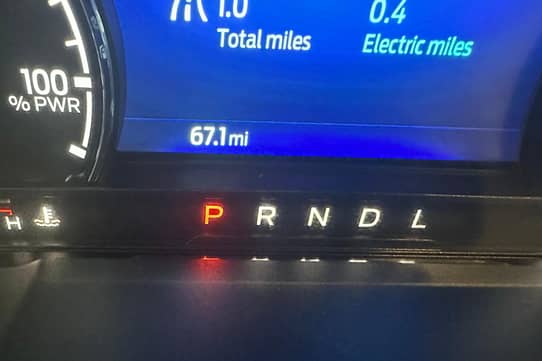 1.0
Total miles
0.4
Electric miles
100
% PWR
67.1 mi
H
P R N D L